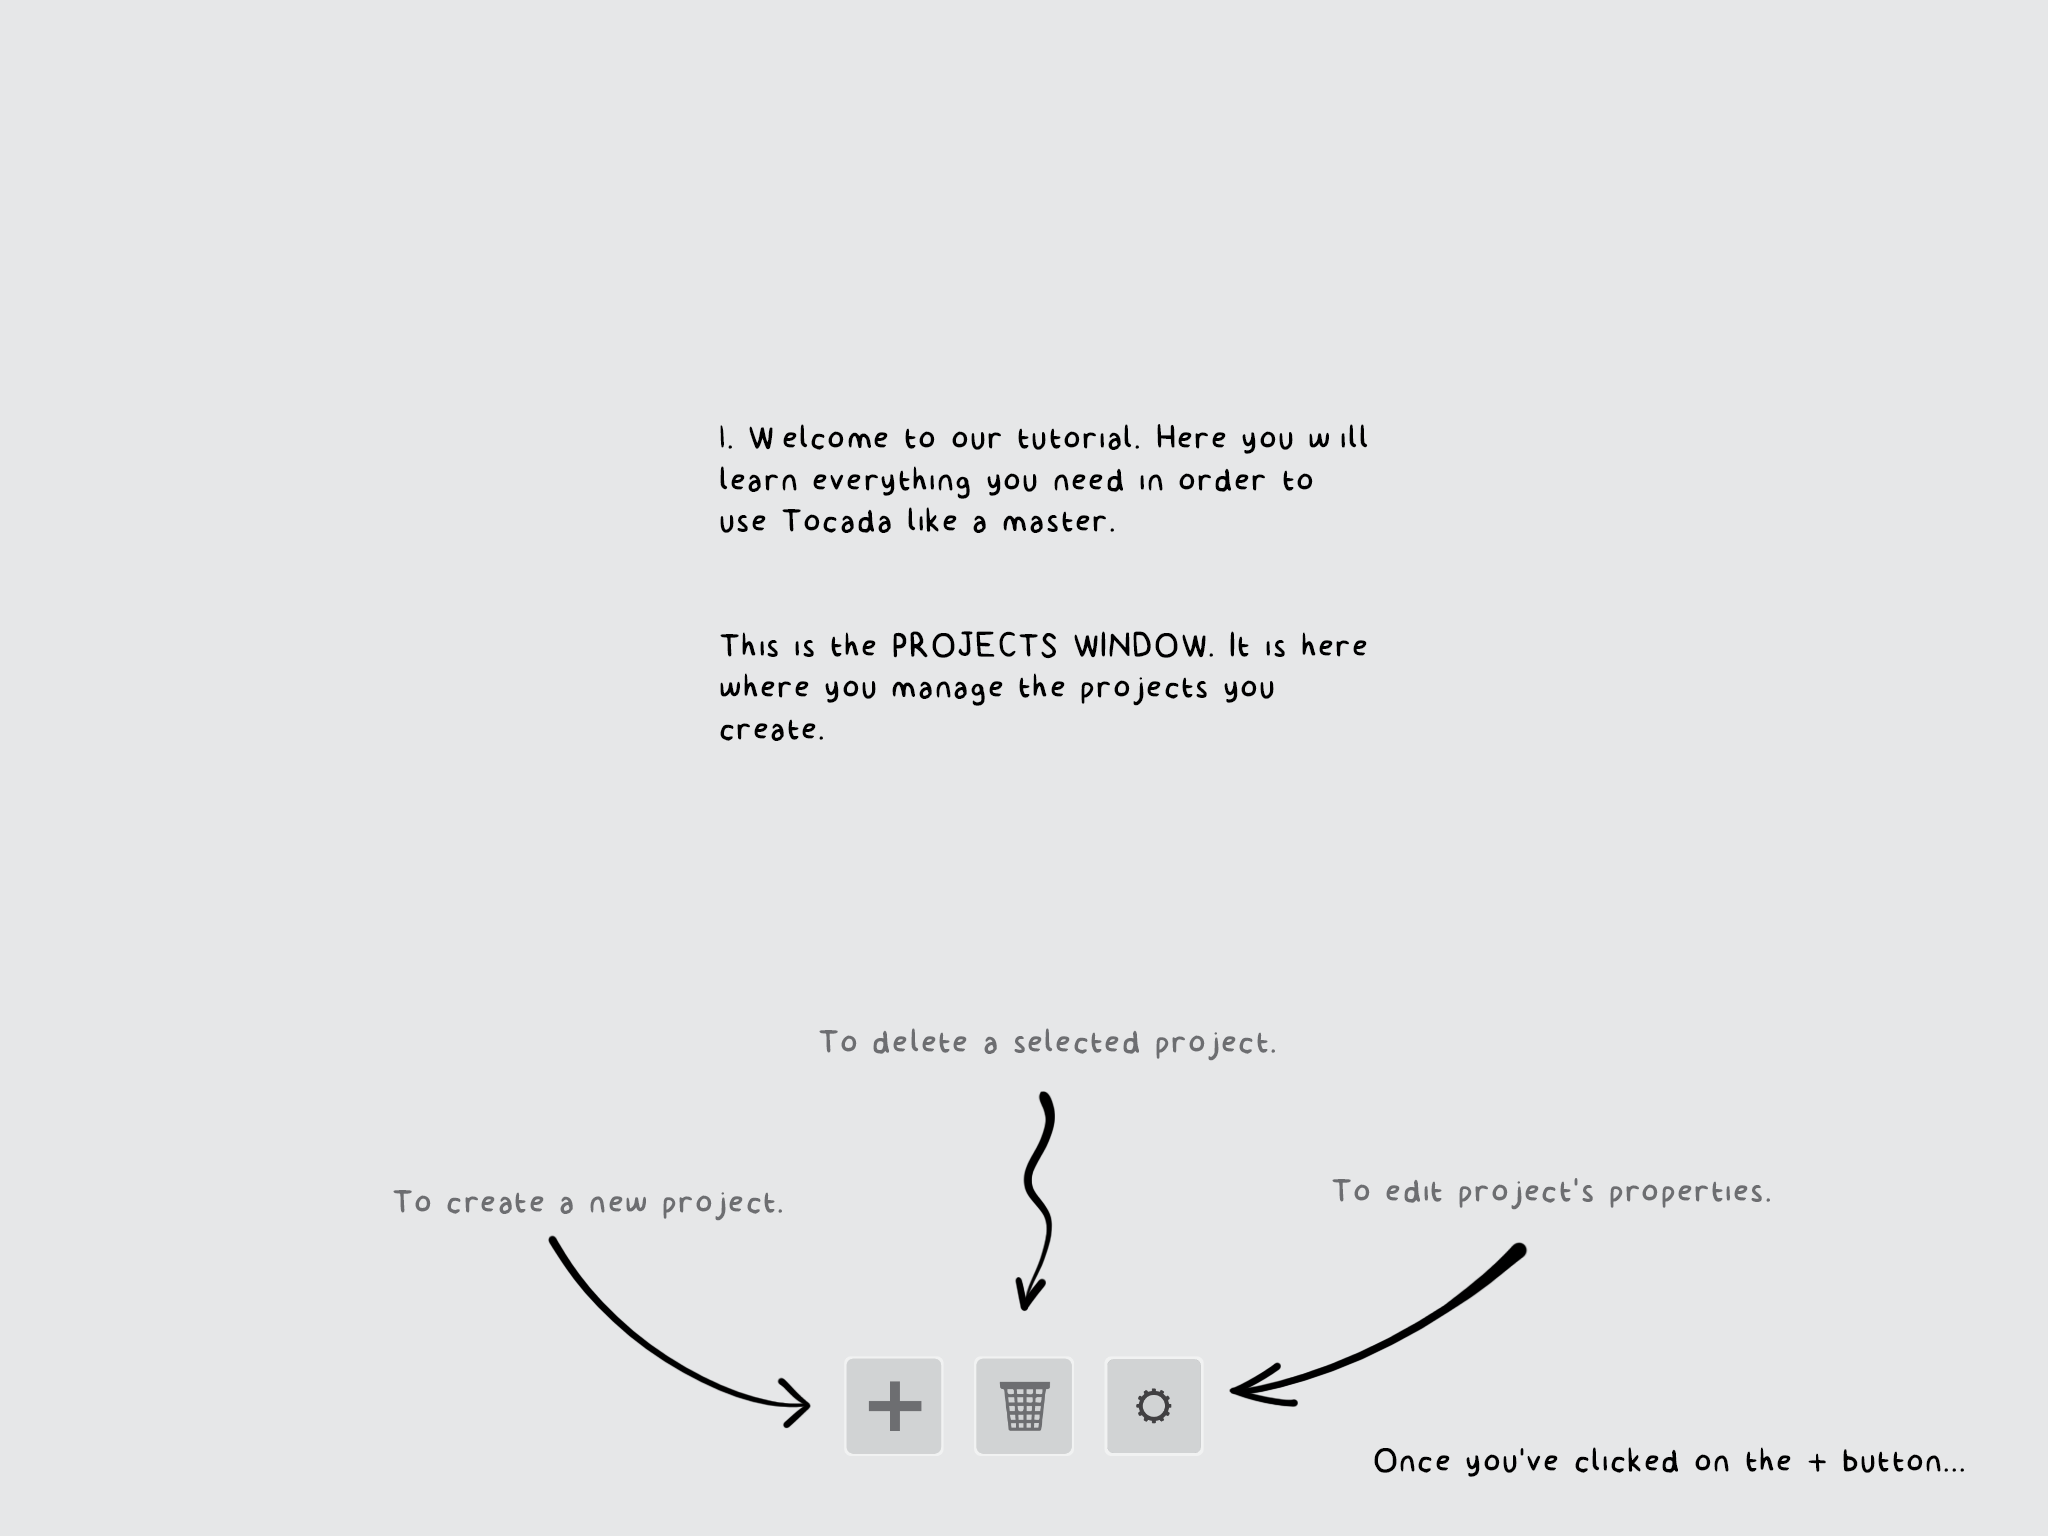 1. Welcome to our tutorial. Here you will
learn everything you need in order to
use Tocada like a master.
This is the PROJECTS WINDOW. It is here
where you manage the projects you
create.
To delete a selected project.
To create a new project.
To edit project's properties.
Once you've clicked on the + button...